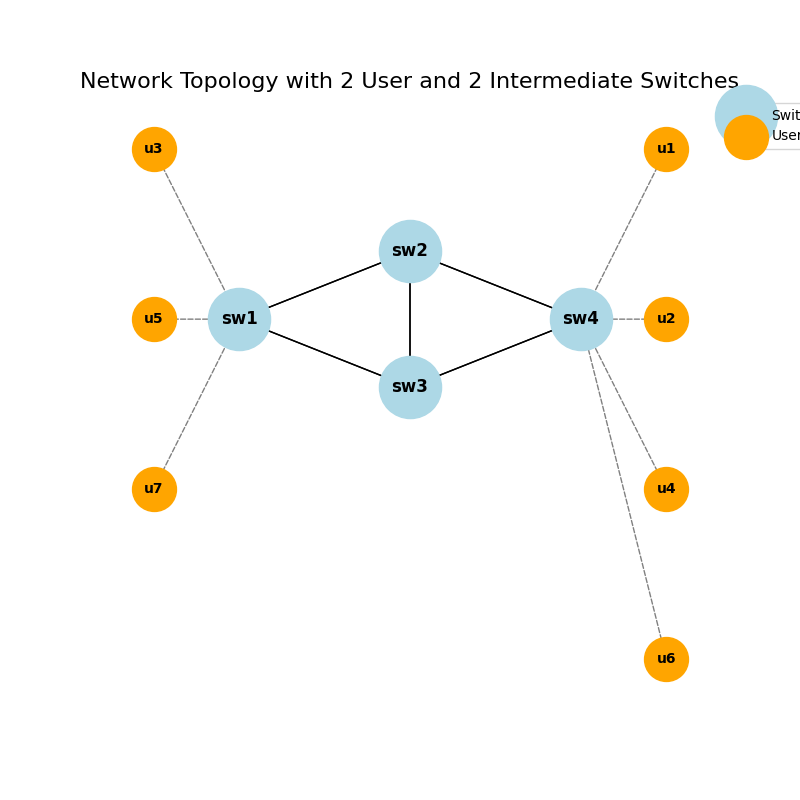 Network Topology with 2 User and 2 Intermediate Switches
Swit
User
u3
u1
sw2
u5
sw1
sw4
u2
sw3
u7
u4
u6